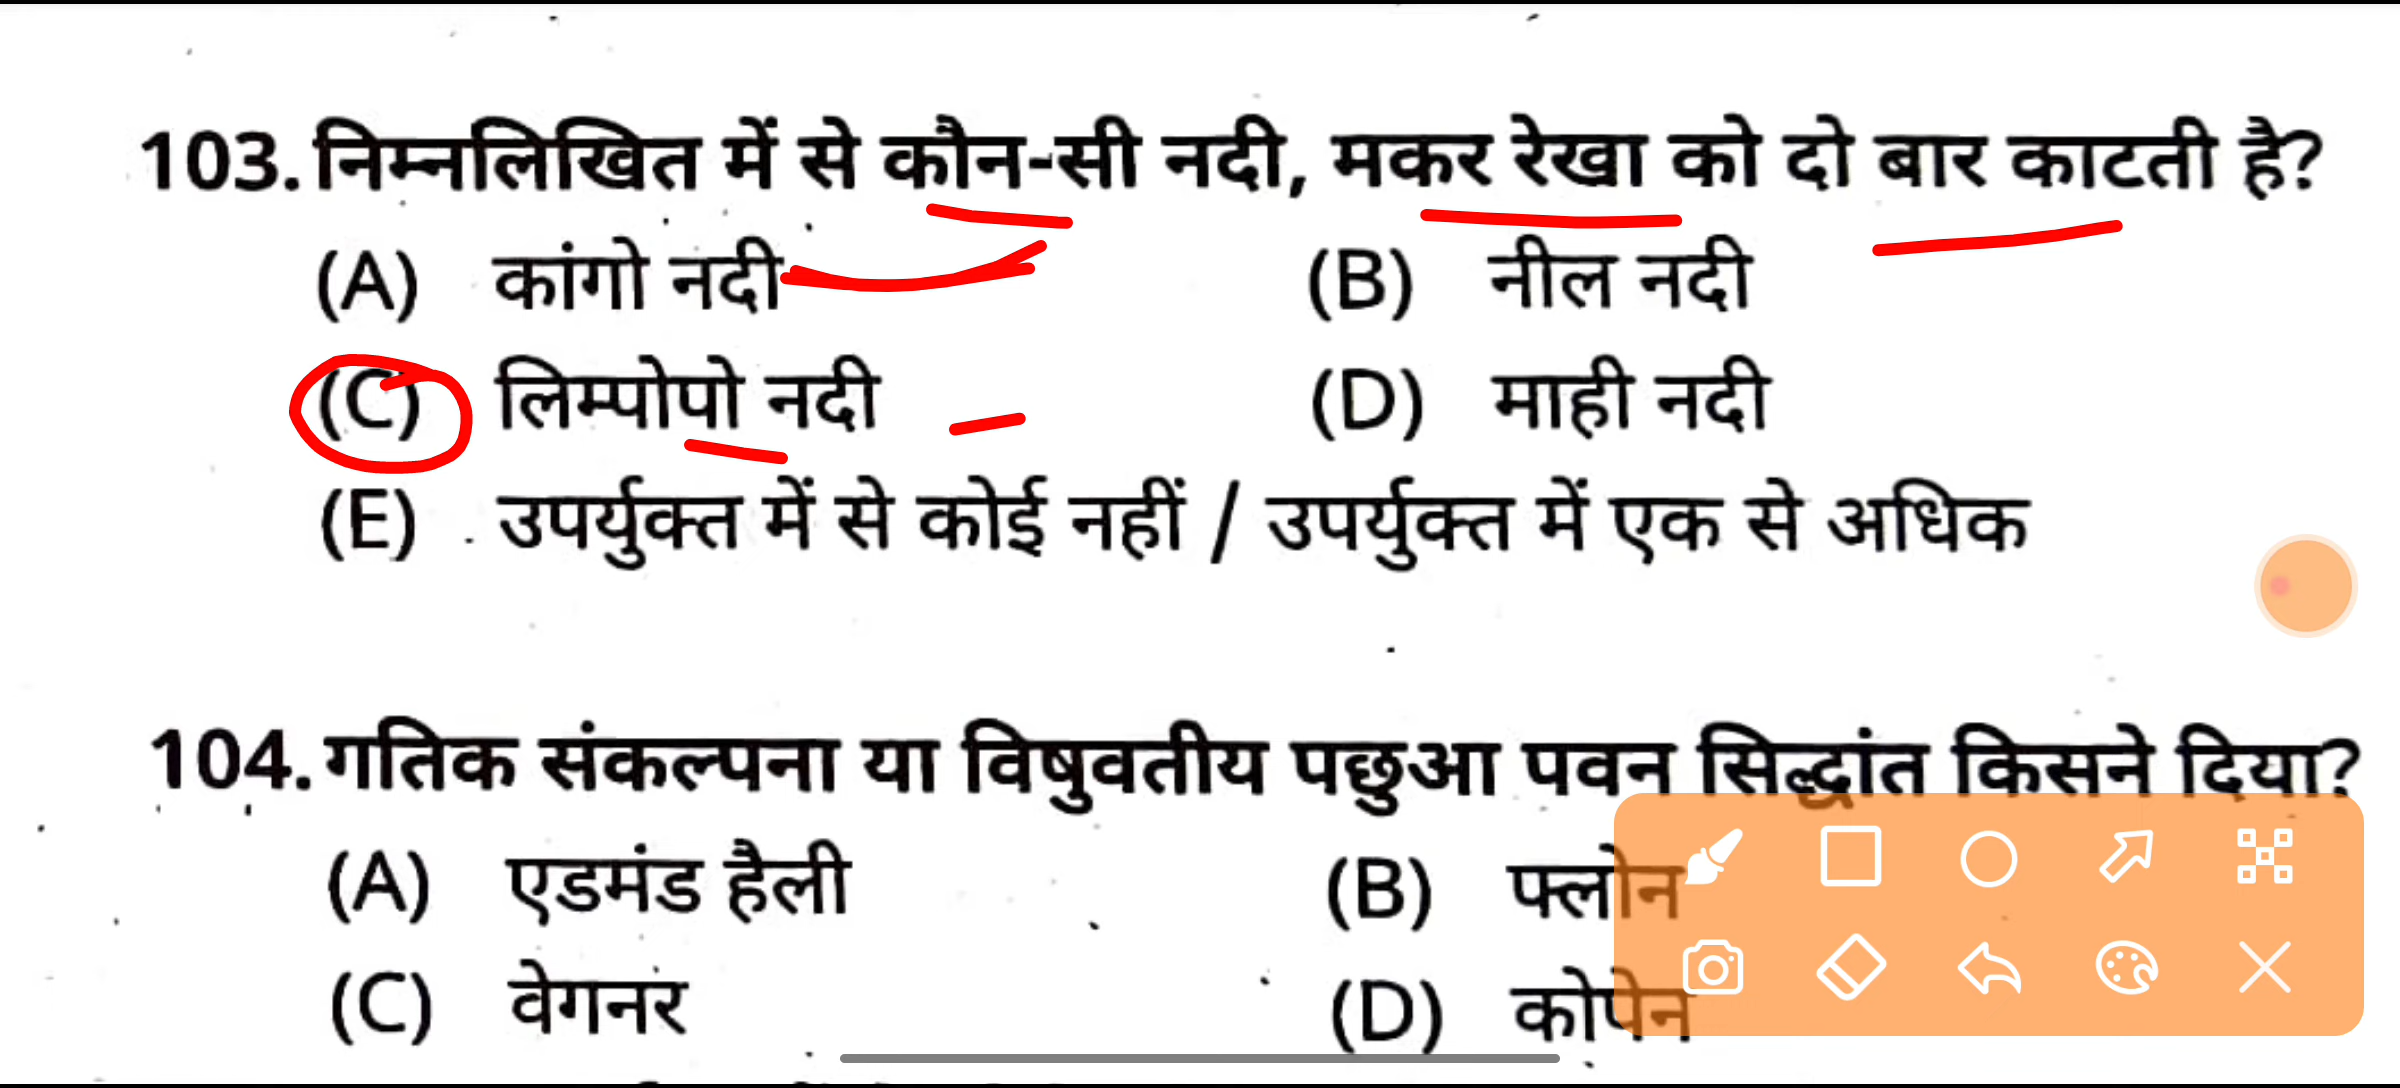 103. निम्नलिखित में से कौन-सी नदी, मकर रेखा को दो बार काटती है?
(A) कांगो नदी (B) नील नदी
(C) लिम्पोपो नदी (D) माही नदी
(E) उपर्युक्त में से कोई नहीं / उपर्युक्त में एक से अधिक
104. गतिक संकल्पना या विषुवतीय पछुआ पवन सिद्धांत किसने दिया?
(A) एडमंड हैली (B) फ्लोन
(C) वेगनर (D) कोपेन